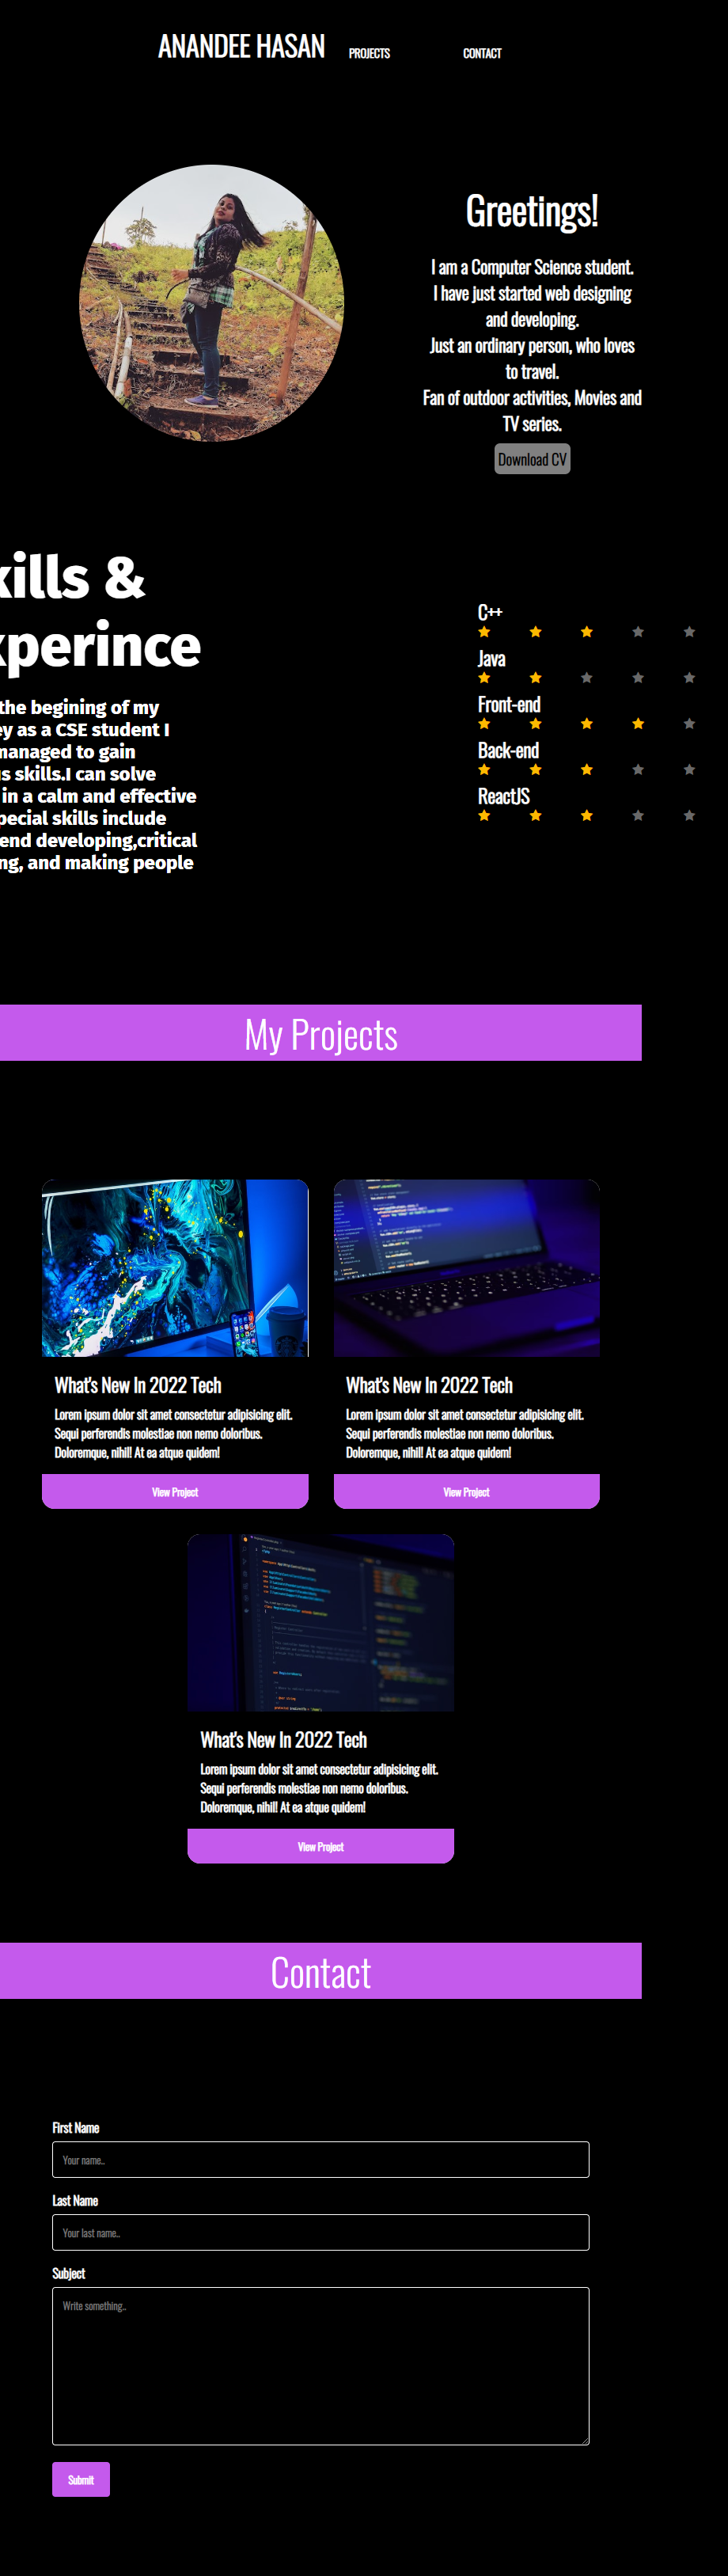 ANANDEE HASAN PROJECTS CONTACT
Greetings!
I am a Computer Science student.
I have just started web designing
and developing.
Just an ordinary person, who loves
to travel.
Fan of outdoor activities, Movies and
TV series.
Download CV
kills &
xperince
the begining of my
ey as a CSE student I
managed to gain
s skills.I can solve
in a calm and effective
pecial skills include
end developing,critical
ng, and making people
C++
Java
Front-end
Back-end
ReactJS
My Projects
What's New In 2022 Tech
Lorem ipsum dolor sit amet consectetur adipisicing elit.
Sequi perferendis molestiae non nemo doloribus.
Doloremque, nihil! At ea atque quidem!
View Project
What's New In 2022 Tech
Lorem ipsum dolor sit amet consectetur adipisicing elit.
Sequi perferendis molestiae non nemo doloribus.
Doloremque, nihil! At ea atque quidem!
View Project
What's New In 2022 Tech
Lorem ipsum dolor sit amet consectetur adipisicing elit.
Sequi perferendis molestiae non nemo doloribus.
Doloremque, nihil! At ea atque quidem!
View Project
Contact
First Name
Your name..
Last Name
Your last name..
Subject
Write something..
Submit